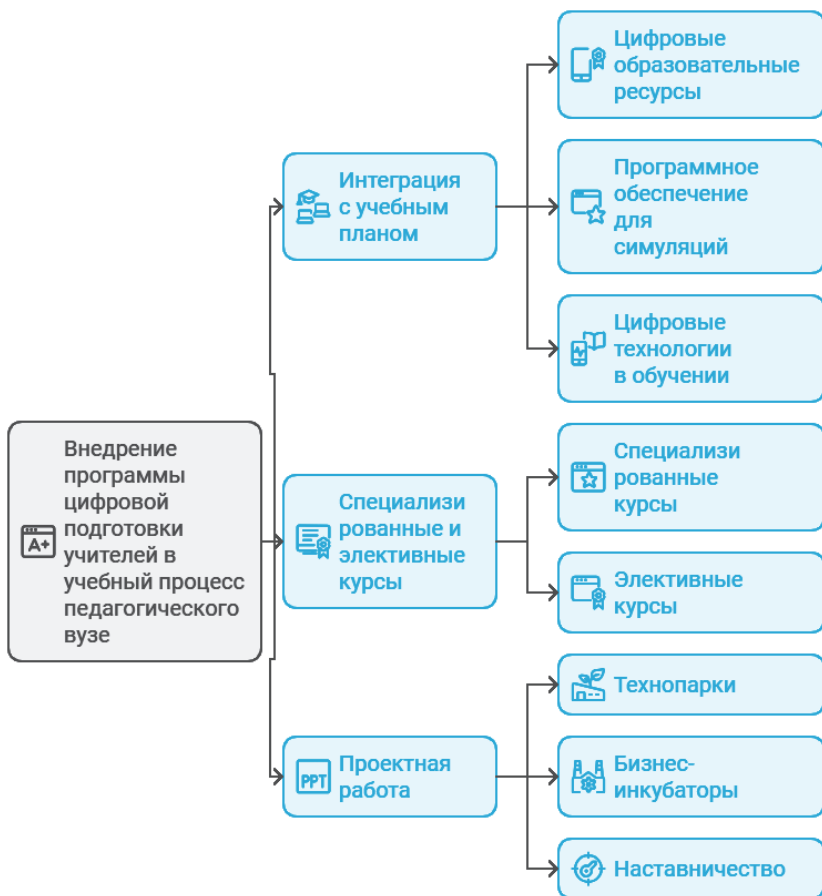 Внедрение
программы
цифровой
подготовки
учителей в
учебный процесс
педагогического
вузе
A+
Интеграция
с учебным
планом
Цифровые
образовательные
ресурсы
Программное
обеспечение
для
симуляций
Цифровые
технологии
в обучении
Специализи
рованные и
элективные
курсы
Специализи
рованные
курсы
Элективные
курсы
PPT
Проектная
работа
Технопарки
Бизнес-
инкубаторы
Наставничество